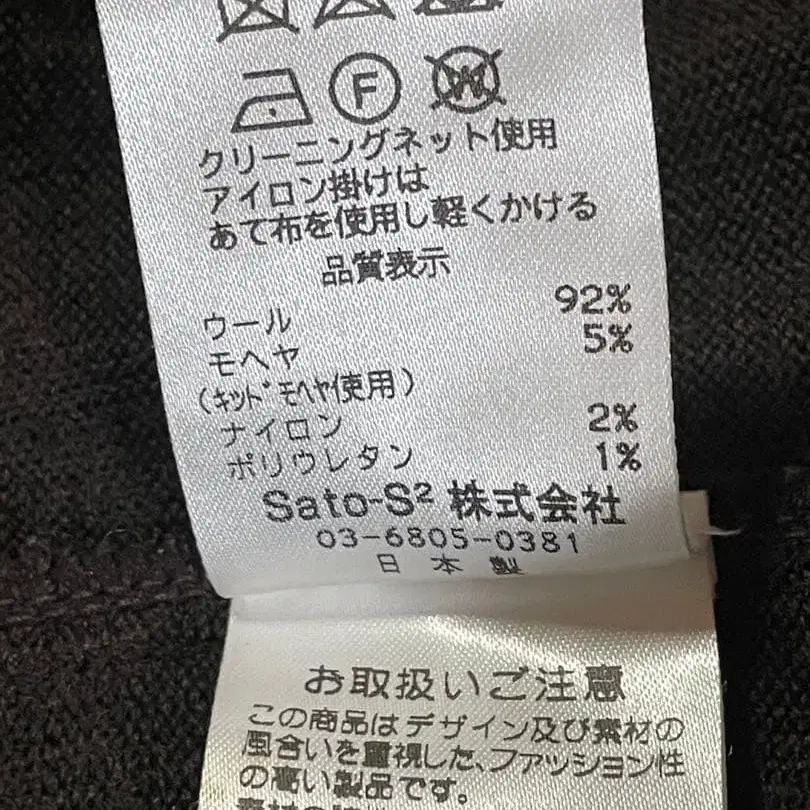 F W
クリーニングネット使用
アイロン掛けは
あて布を使用し軽くかける
品質表示
ウール 92%
モヘヤ 5%
(キッドモヘヤ使用)
ナイロン 2%
ポリウレタン 1%
Sato-S² 株式会社
03-6805-0381
日本製
お取扱いご注意
この商品はデザイン及び素材の
風合いを重視した、ファッション性
の高い製品です。